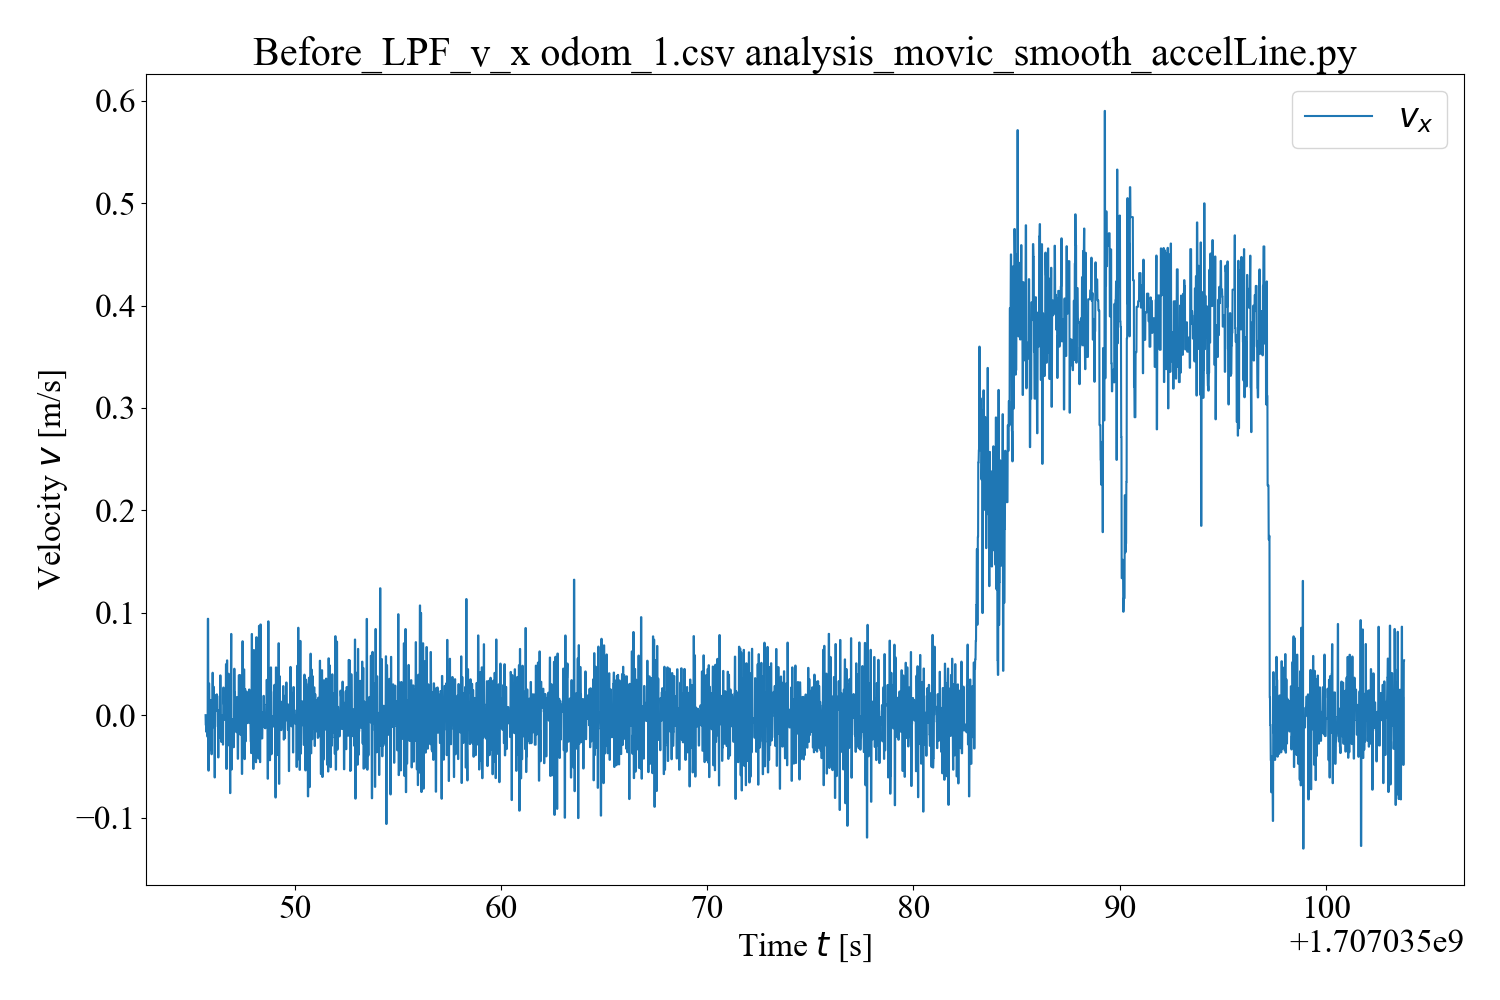 Before_LPF_v_x odom_1.csv analysis_movic_smooth_accelLine.py
v_x
0.6
0.5
0.4
0.3
0.2
0.1
0.0
−0.1
Velocity v [m/s]
50 60 70 80 90 100
Time t [s]
+1.707035e9